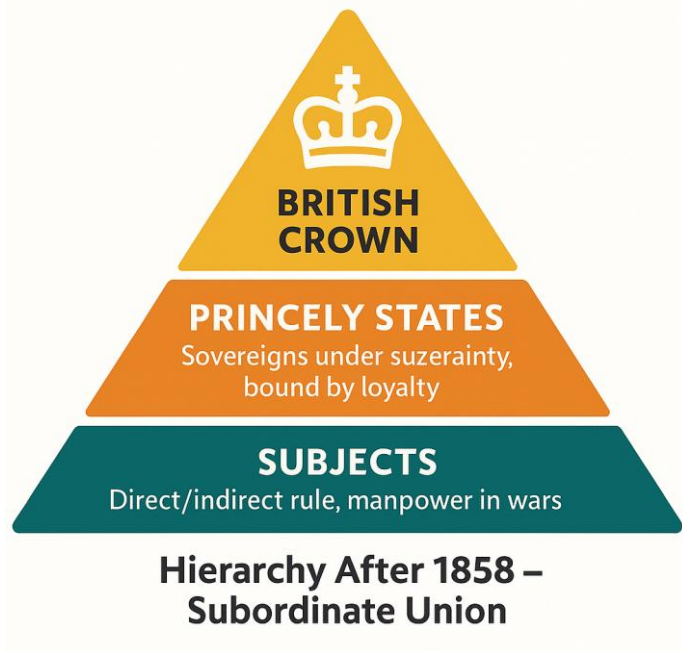 BRITISH
CROWN
PRINCELY STATES
Sovereigns under suzerainty,
bound by loyalty
SUBJECTS
Direct/indirect rule, manpower in wars
Hierarchy After 1858 –
Subordinate Union